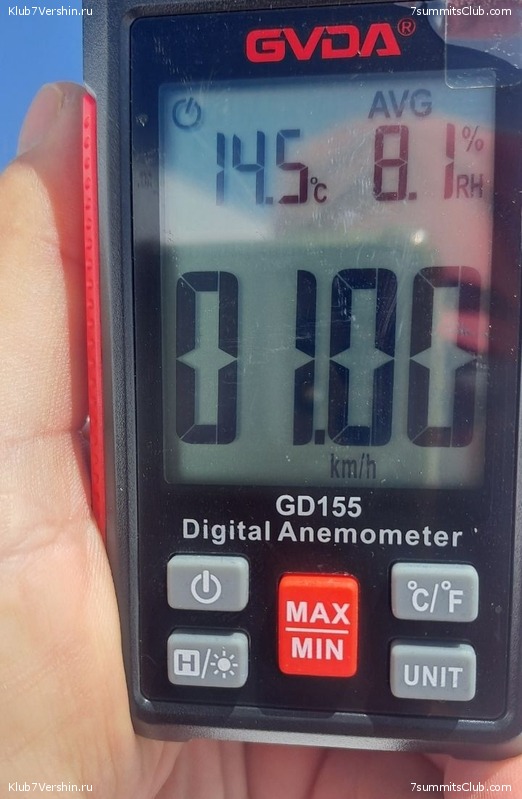 Klub7Vershin.ru 7summitsClub.com
GVDA®
AVG
14.5°C 8.1% RH
01.00
km/h
GD155
Digital Anemometer
MAX
MIN
°C/°F
H/
UNIT
Klub7Vershin.ru 7summitsClub.com